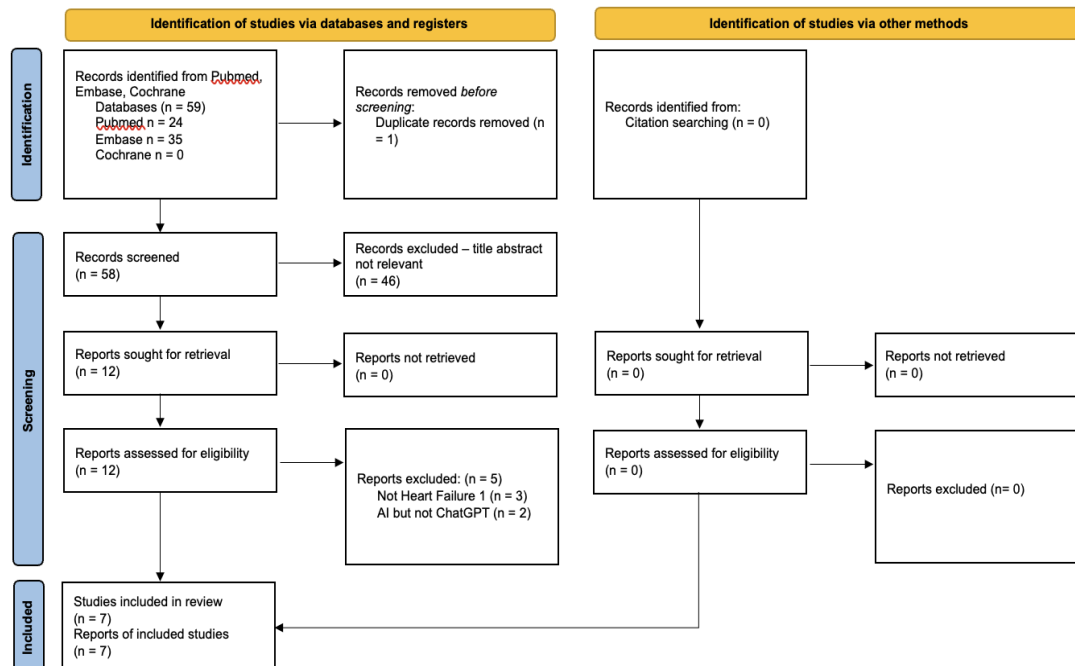 Identification of studies via databases and registers
Identification of studies via other methods
Identification
Records identified from Pubmed,
Embase, Cochrane
Databases (n = 59)
Pubmed n = 24
Embase n = 35
Cochrane n = 0
Records removed before
screening:
Duplicate records removed (n
= 1)
Records identified from:
Citation searching (n = 0)
Screening
Records screened
(n = 58)
Records excluded – title abstract
not relevant
(n = 46)
Reports sought for retrieval
(n = 12)
Reports not retrieved
(n = 0)
Reports sought for retrieval
(n = 0)
Reports not retrieved
(n = 0)
Reports assessed for eligibility
(n = 12)
Reports excluded: (n = 5)
Not Heart Failure 1 (n = 3)
AI but not ChatGPT (n = 2)
Reports assessed for eligibility
(n = 0)
Reports excluded (n= 0)
Included
Studies included in review
(n = 7)
Reports of included studies
(n = 7)